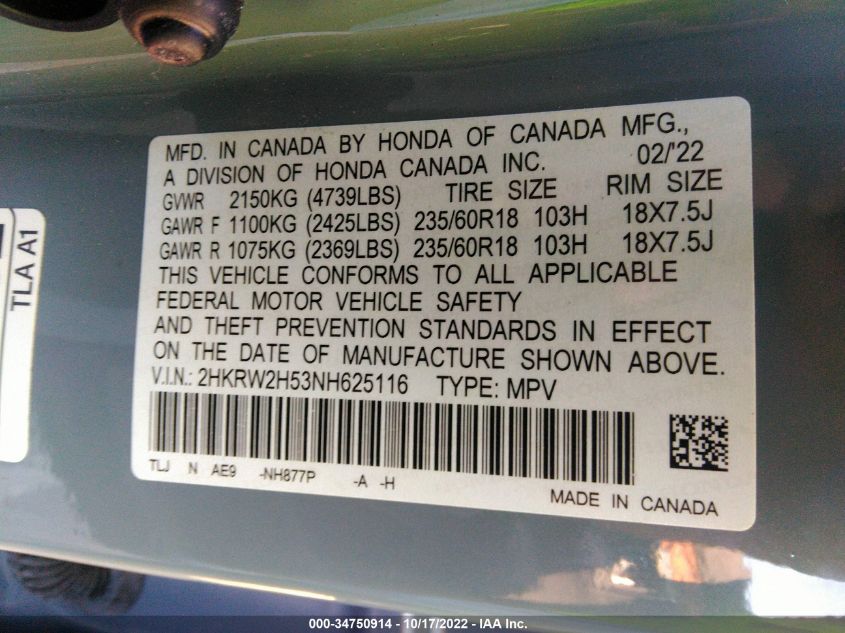 MFD. IN CANADA BY HONDA OF CANADA MFG.,
A DIVISION OF HONDA CANADA INC. 02/'22
GVWR 2150KG (4739LBS) TIRE SIZE RIM SIZE
GAWR F 1100KG (2425LBS) 235/60R18 103H 18X7.5J
GAWR R 1075KG (2369LBS) 235/60R18 103H 18X7.5J
THIS VEHICLE CONFORMS TO ALL APPLICABLE
FEDERAL MOTOR VEHICLE SAFETY
AND THEFT PREVENTION STANDARDS IN EFFECT
ON THE DATE OF MANUFACTURE SHOWN ABOVE.
V.I.N.: 2HKRW2H53NH625116 TYPE: MPV
TLJ N AE9 -NH877P -A -H
MADE IN CANADA
TLA A1
000-34750914 - 10/17/2022 - IAA Inc.